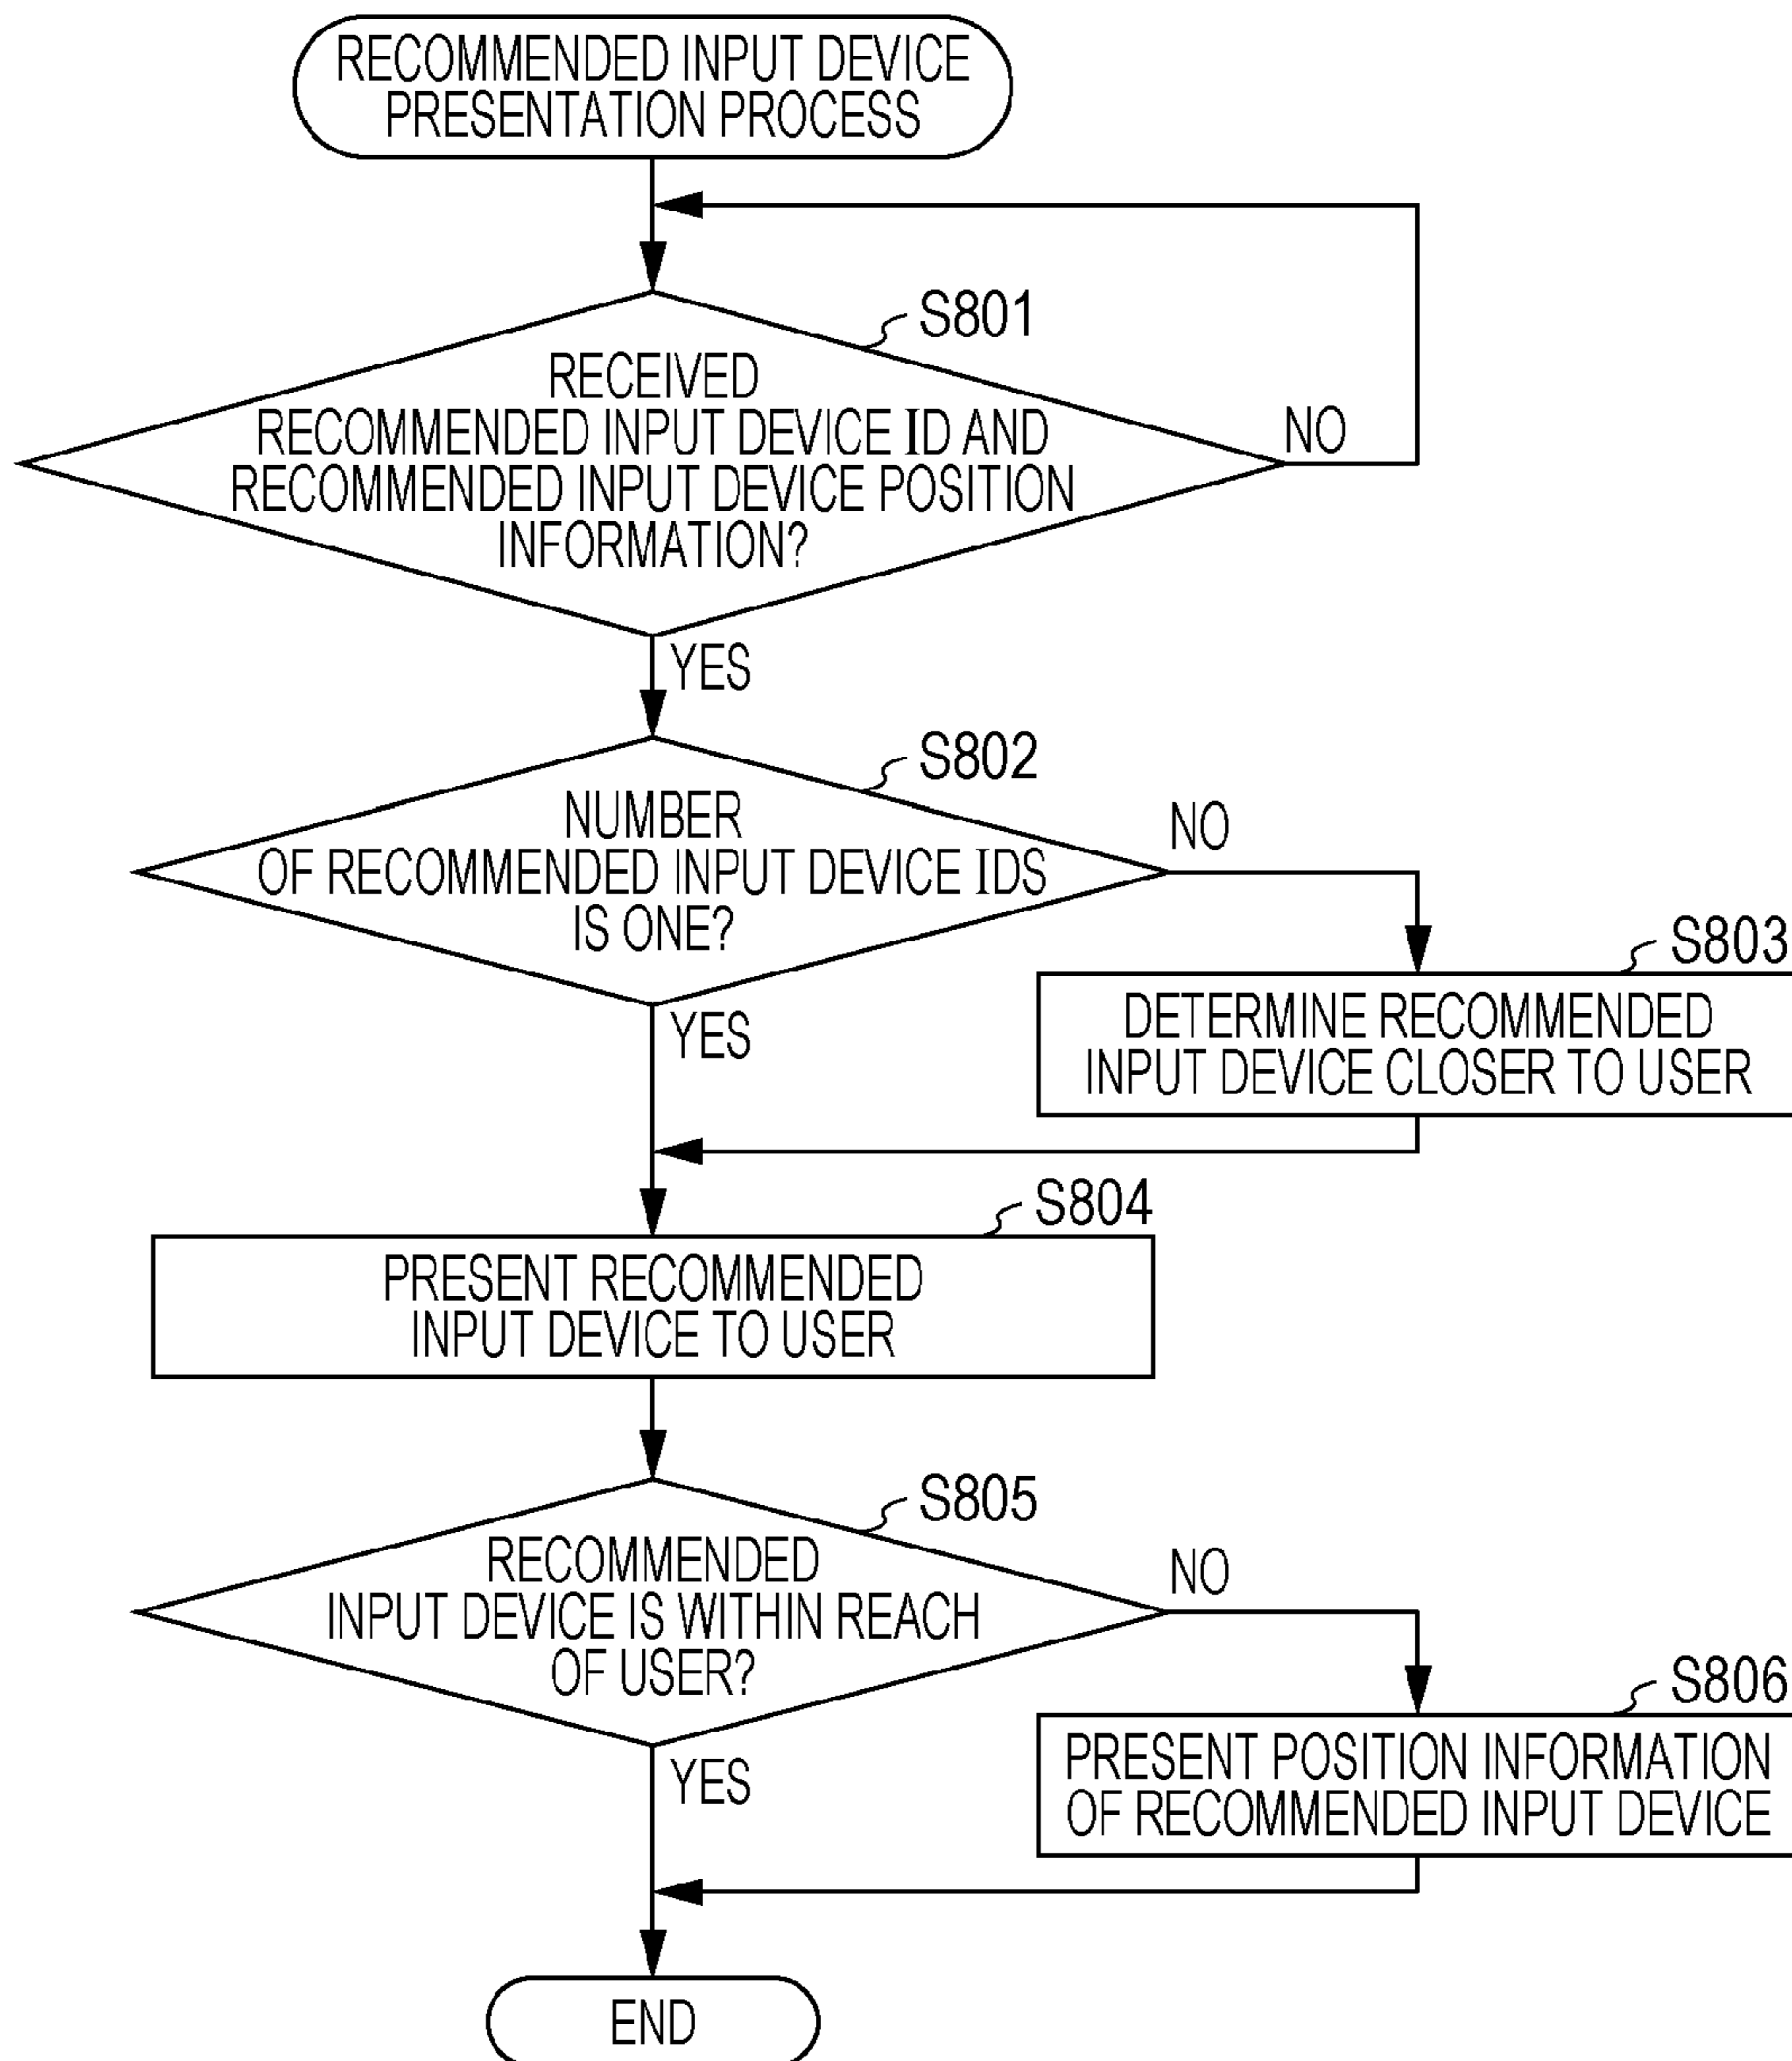 RECOMMENDED INPUT DEVICE
PRESENTATION PROCESS
S801
RECEIVED
RECOMMENDED INPUT DEVICE ID AND
RECOMMENDED INPUT DEVICE POSITION
INFORMATION?
NO
YES
S802
NUMBER
OF RECOMMENDED INPUT DEVICE IDS
IS ONE?
NO
YES
S803
DETERMINE RECOMMENDED
INPUT DEVICE CLOSER TO USER
S804
PRESENT RECOMMENDED
INPUT DEVICE TO USER
S805
RECOMMENDED
INPUT DEVICE IS WITHIN REACH
OF USER?
NO
YES
S806
PRESENT POSITION INFORMATION
OF RECOMMENDED INPUT DEVICE
END